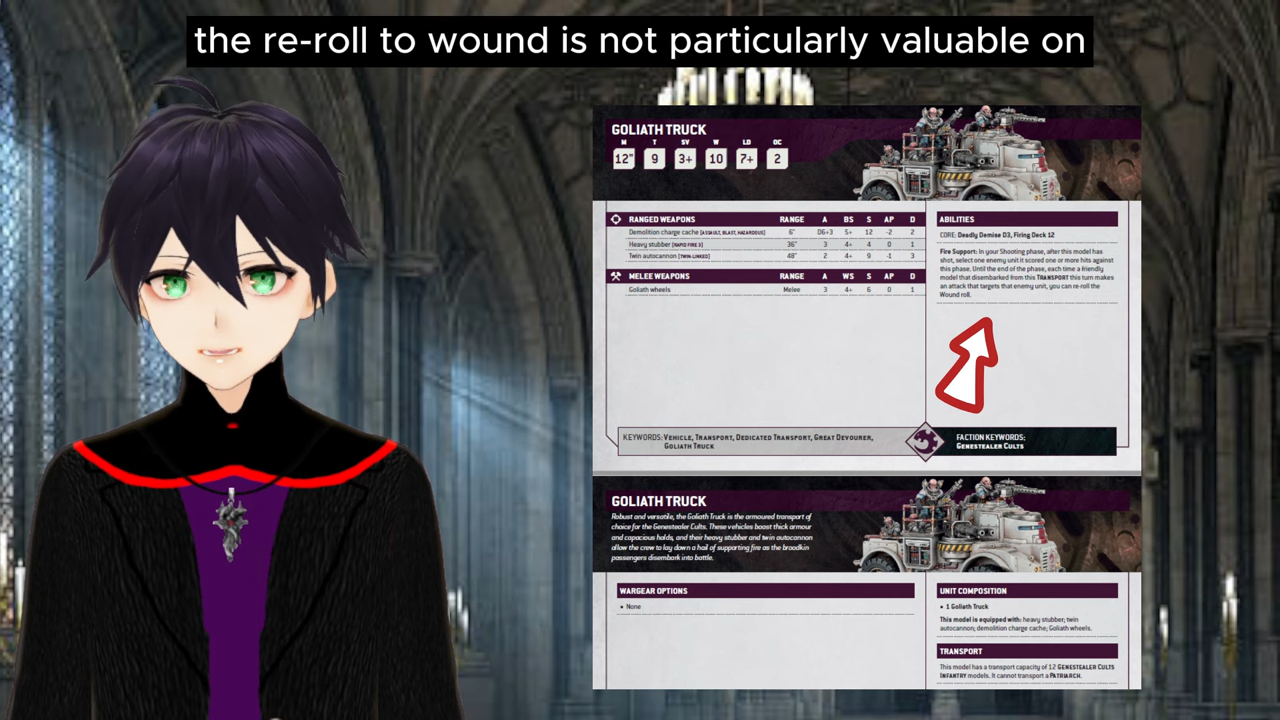 the re-roll to wound is not particularly valuable on
GOLIATH TRUCK
M T SV W LD OC
12" 9 3+ 10 7+ 2
RANGED WEAPONS RANGE A BS S AP D
Demolition charge cache [ASSAULT, BLAST, HAZARDOUS] 6" D6+3 5+ 12 -2 2
Heavy stubber [RAPID FIRE 3] 36" 3 4+ 4 0 1
Twin autocannon [TWIN-LINKED] 48" 2 4+ 9 -1 3
MELEE WEAPONS RANGE A WS S AP D
Goliath wheels Melee 3 4+ 6 0 1
ABILITIES
CORE: Deadly Demise D3, Firing Deck 12
Fire Support: In your Shooting phase, after this model has
shot, select one enemy unit it scored one or more hits against
this phase. Until the end of the phase, each time a friendly
model that disembarked from this TRANSPORT this turn makes
an attack that targets that enemy unit, you can re-roll the
Wound roll.
KEYWORDS: VEHICLE, TRANSPORT, DEDICATED TRANSPORT, GREAT DEVOURER,
GOLIATH TRUCK
FACTION KEYWORDS:
GENESTEALER CULTS
GOLIATH TRUCK
Robust and versatile, the Goliath Truck is the armoured transport of
choice for the Genestealer Cults. These vehicles boast thick armour
and capacious holds, and their heavy stubber and twin autocannon
allow the crew to lay down a hail of supporting fire as the broodkin
passengers disembark into battle.
WARGEAR OPTIONS
• None
UNIT COMPOSITION
• 1 Goliath Truck
This model is equipped with: heavy stubber; twin
autocannon; demolition charge cache; Goliath wheels.
TRANSPORT
This model has a transport capacity of 12 GENESTEALER CULTS
INFANTRY models. It cannot transport a PATRIARCH.